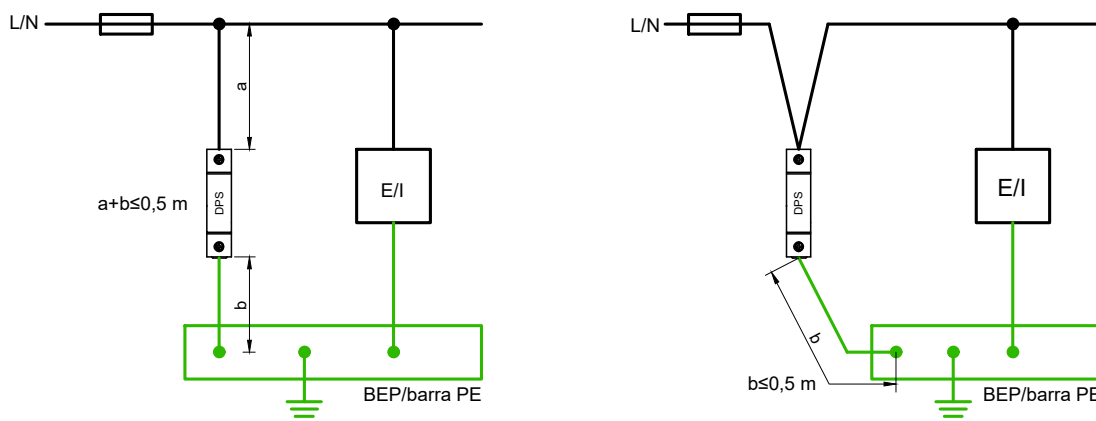 L/N
a
DPS
E/I
a+b≤0,5 m
b
BEP/barra PE
L/N
DPS
E/I
b
b≤0,5 m
BEP/barra PE